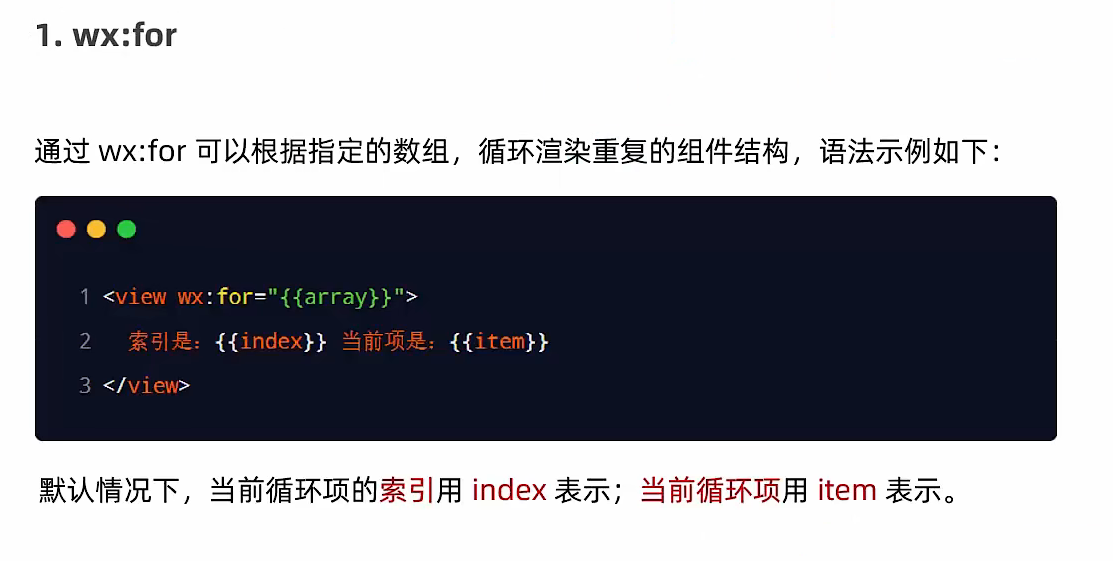 1. wx:for
通过 wx:for 可以根据指定的数组，循环渲染重复的组件结构，语法示例如下：
1 <view wx:for="{{array}}">
2   索引是：{{index}} 当前项是：{{item}}
3 </view>
默认情况下，当前循环项的索引用 index 表示；当前循环项用 item 表示。